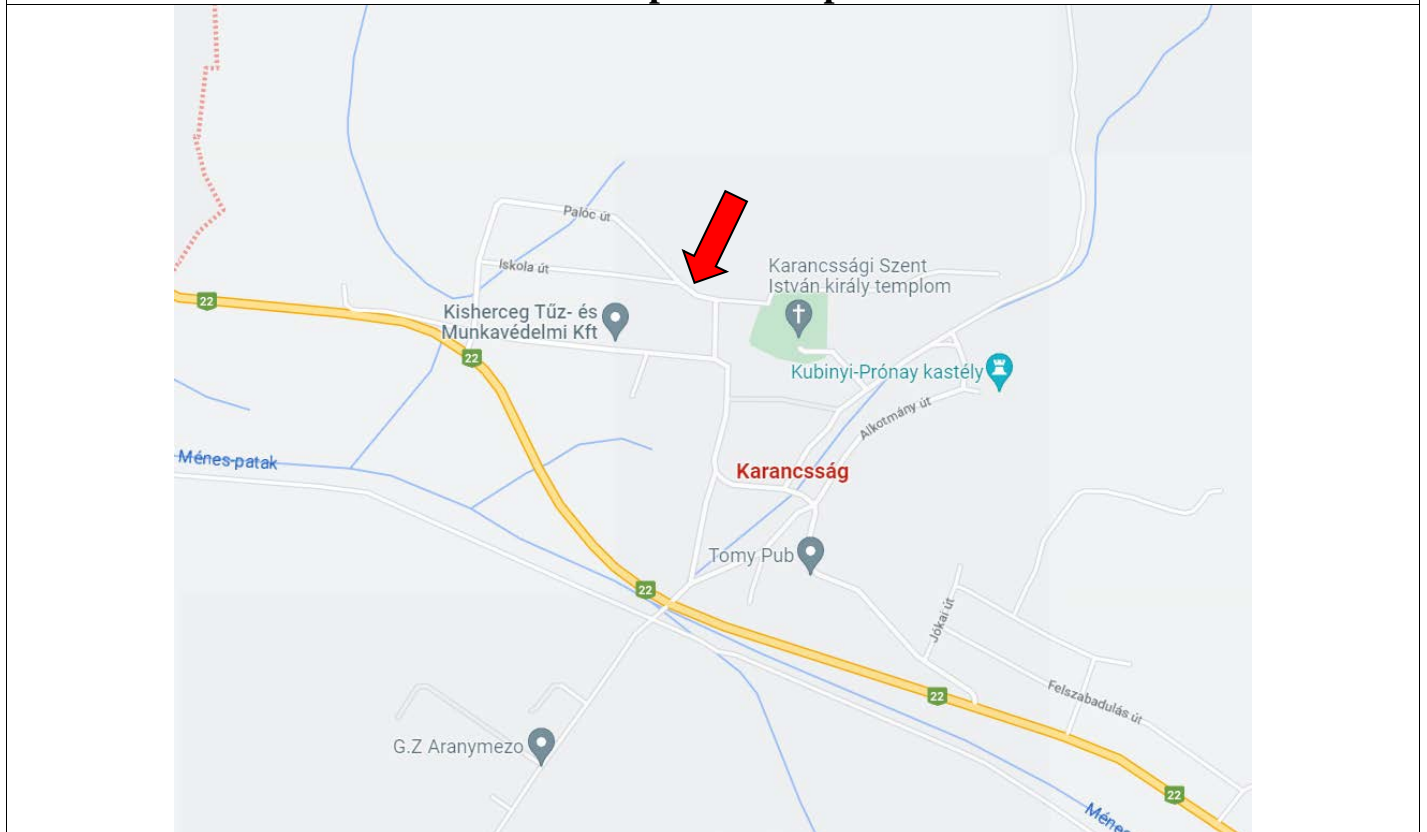 Palóc út
Iskola út
Karancssági Szent
István király templom
22
Kisherceg Tűz- és
Munkavédelmi Kft
22
Kubinyi-Prónay kastély
Alkotmány út
Ménes-patak
Karancsság
Tomy Pub
22
Jókai út
22
Felszabadulás út
G.Z Aranymezo
22